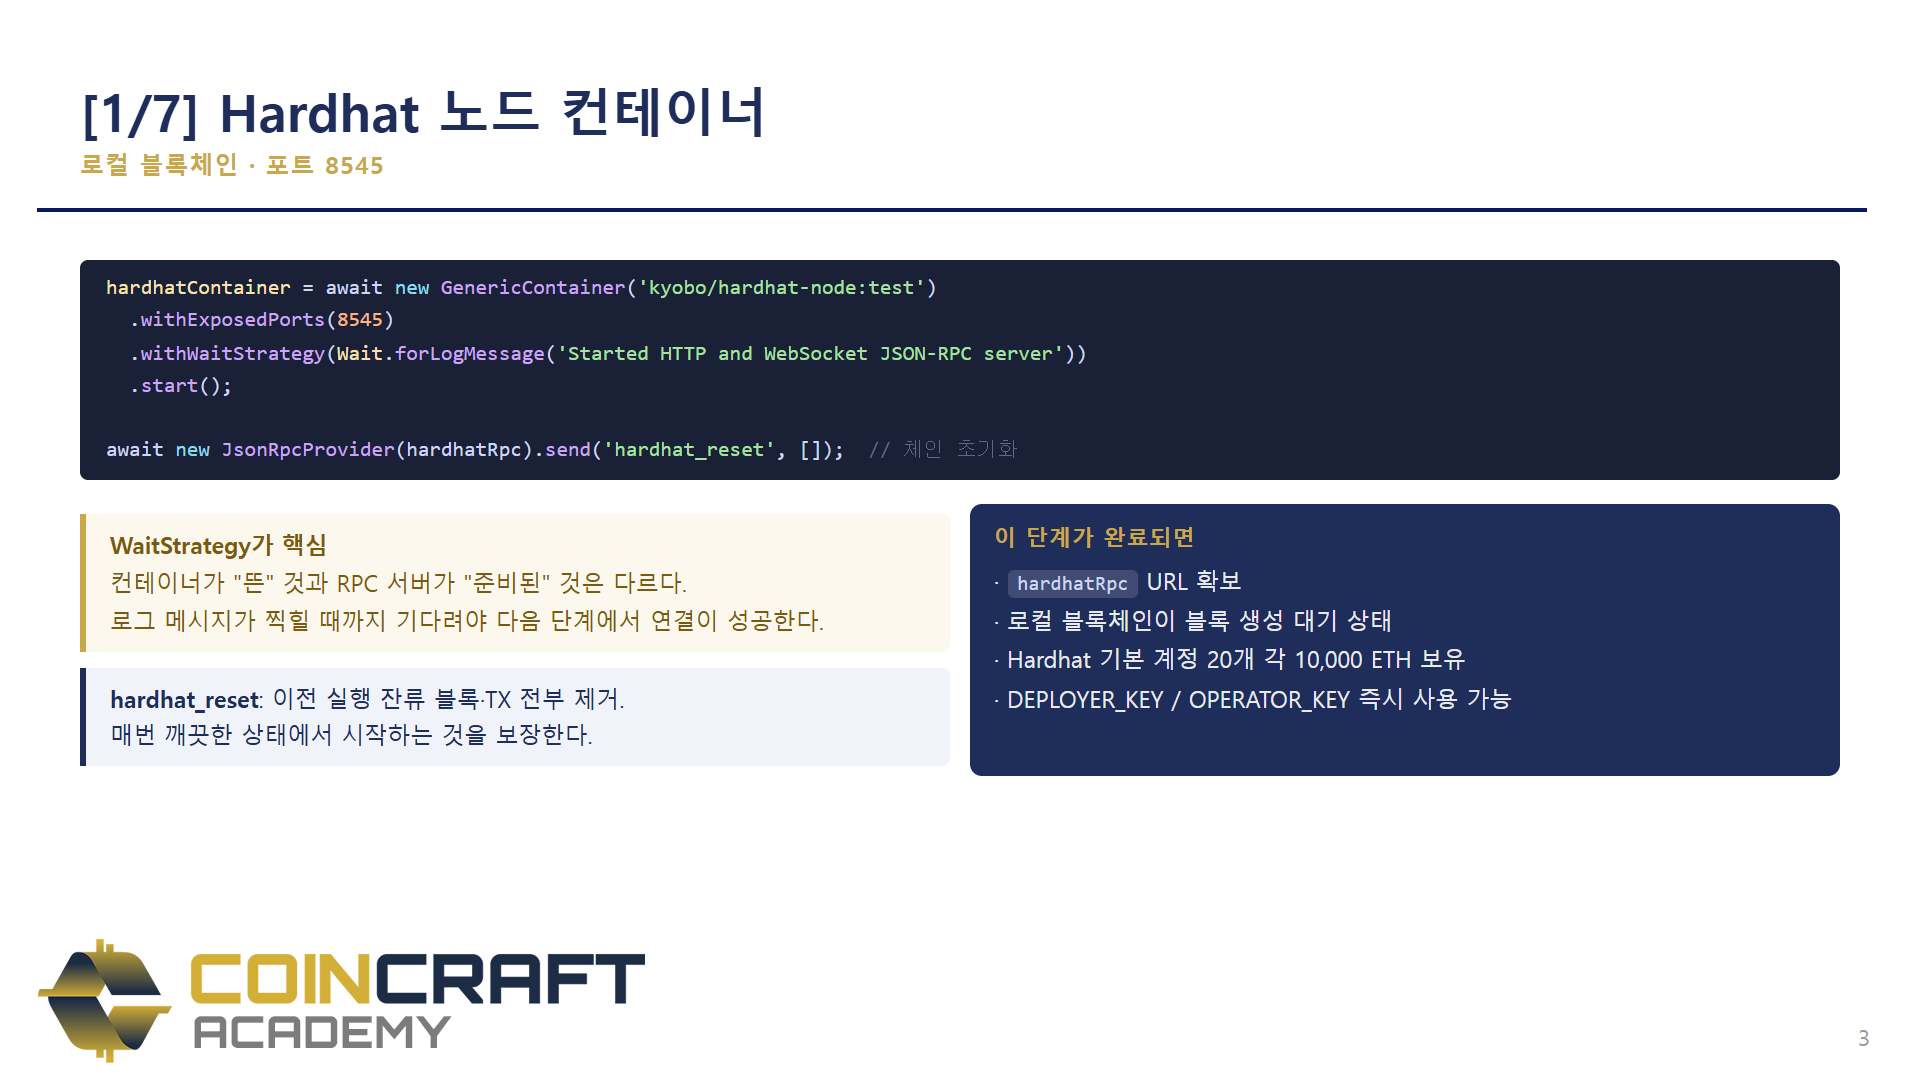 [1/7] Hardhat 노드 컨테이너
로컬 블록체인 · 포트 8545
hardhatContainer = await new GenericContainer('kyobo/hardhat-node:test')
.withExposedPorts(8545)
.withWaitStrategy(Wait.forLogMessage('Started HTTP and WebSocket JSON-RPC server'))
.start();
await new JsonRpcProvider(hardhatRpc).send('hardhat_reset', []);  // 체인 초기화
WaitStrategy가 핵심
컨테이너가 "뜬" 것과 RPC 서버가 "준비된" 것은 다르다.
로그 메시지가 찍힐 때까지 기다려야 다음 단계에서 연결이 성공한다.
hardhat_reset: 이전 실행 잔류 블록·TX 전부 제거.
매번 깨끗한 상태에서 시작하는 것을 보장한다.
이 단계가 완료되면
· hardhatRpc URL 확보
· 로컬 블록체인이 블록 생성 대기 상태
· Hardhat 기본 계정 20개 각 10,000 ETH 보유
· DEPLOYER_KEY / OPERATOR_KEY 즉시 사용 가능
COINCRAFT
ACADEMY
3